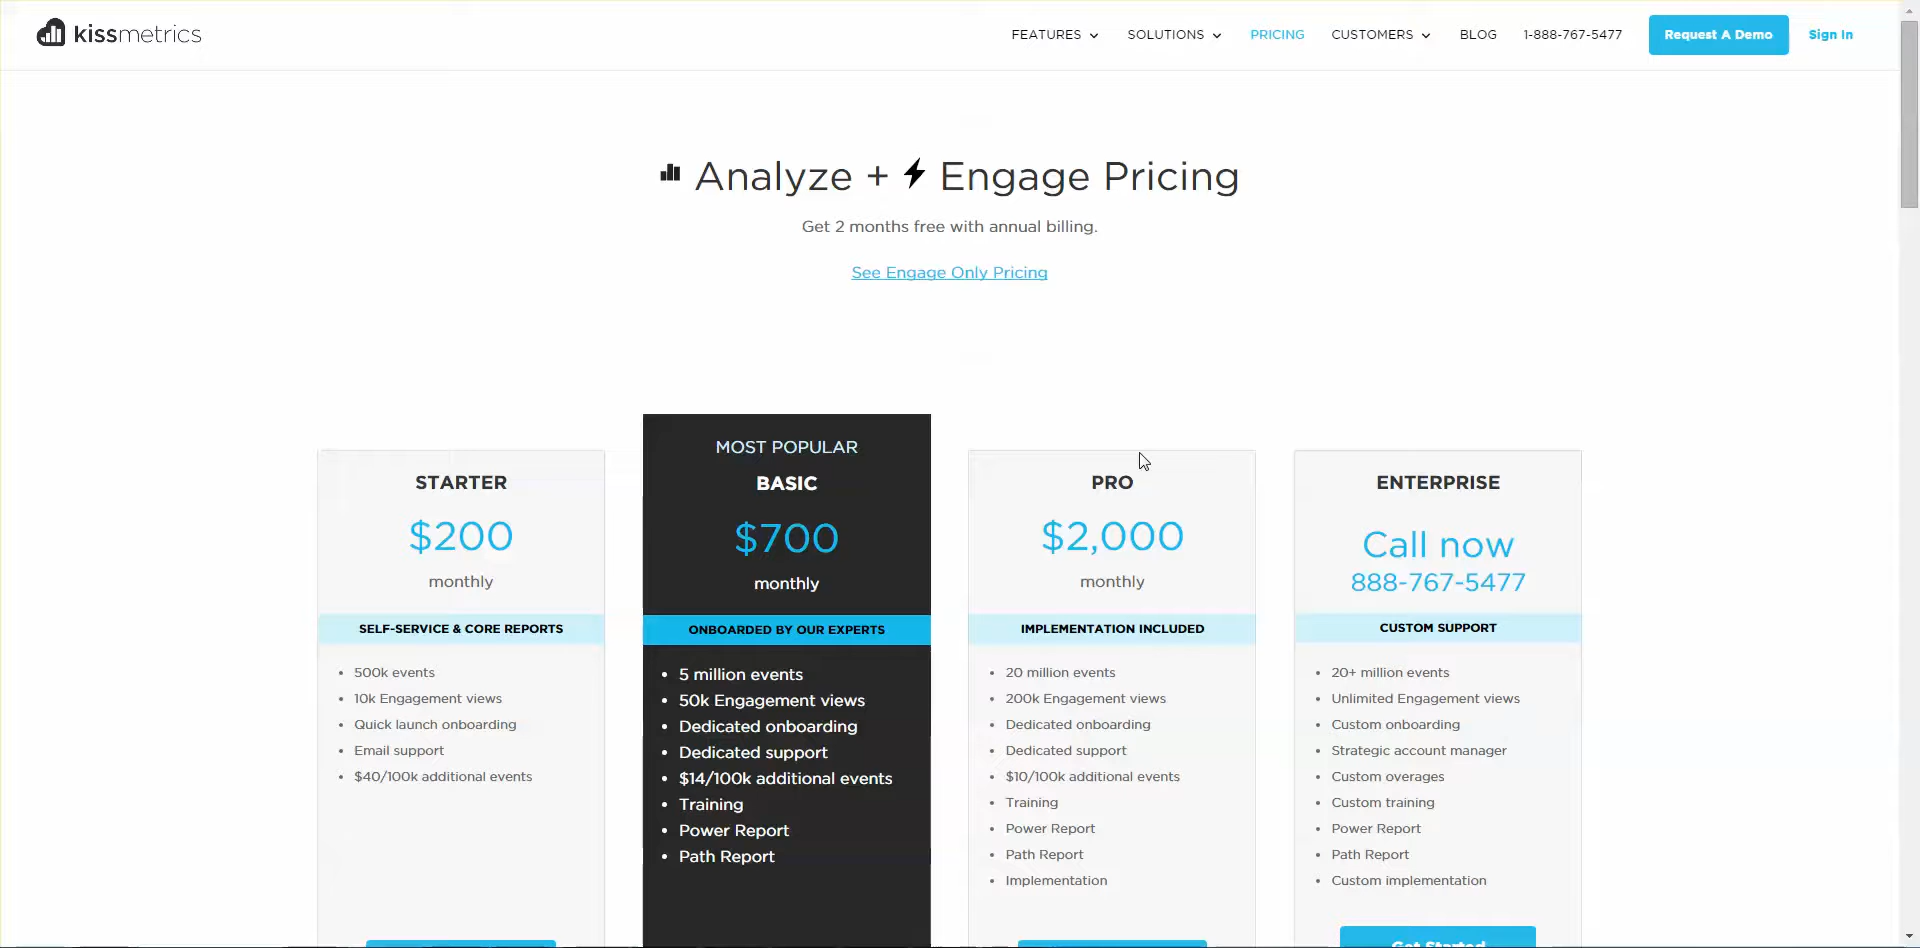 kissmetrics
FEATURES SOLUTIONS PRICING CUSTOMERS BLOG 1-888-767-5477 Request A Demo Sign In
Analyze + Engage Pricing
Get 2 months free with annual billing.
See Engage Only Pricing
STARTER
$200
monthly
SELF-SERVICE & CORE REPORTS
500k events
10k Engagement views
Quick launch onboarding
Email support
$40/100k additional events
MOST POPULAR
BASIC
$700
monthly
ONBOARDED BY OUR EXPERTS
5 million events
50k Engagement views
Dedicated onboarding
Dedicated support
$14/100k additional events
Training
Power Report
Path Report
PRO
$2,000
monthly
IMPLEMENTATION INCLUDED
20 million events
200k Engagement views
Dedicated onboarding
Dedicated support
$10/100k additional events
Training
Power Report
Path Report
Implementation
ENTERPRISE
Call now
888-767-5477
CUSTOM SUPPORT
20+ million events
Unlimited Engagement views
Custom onboarding
Strategic account manager
Custom overages
Custom training
Power Report
Path Report
Custom implementation
Get Started